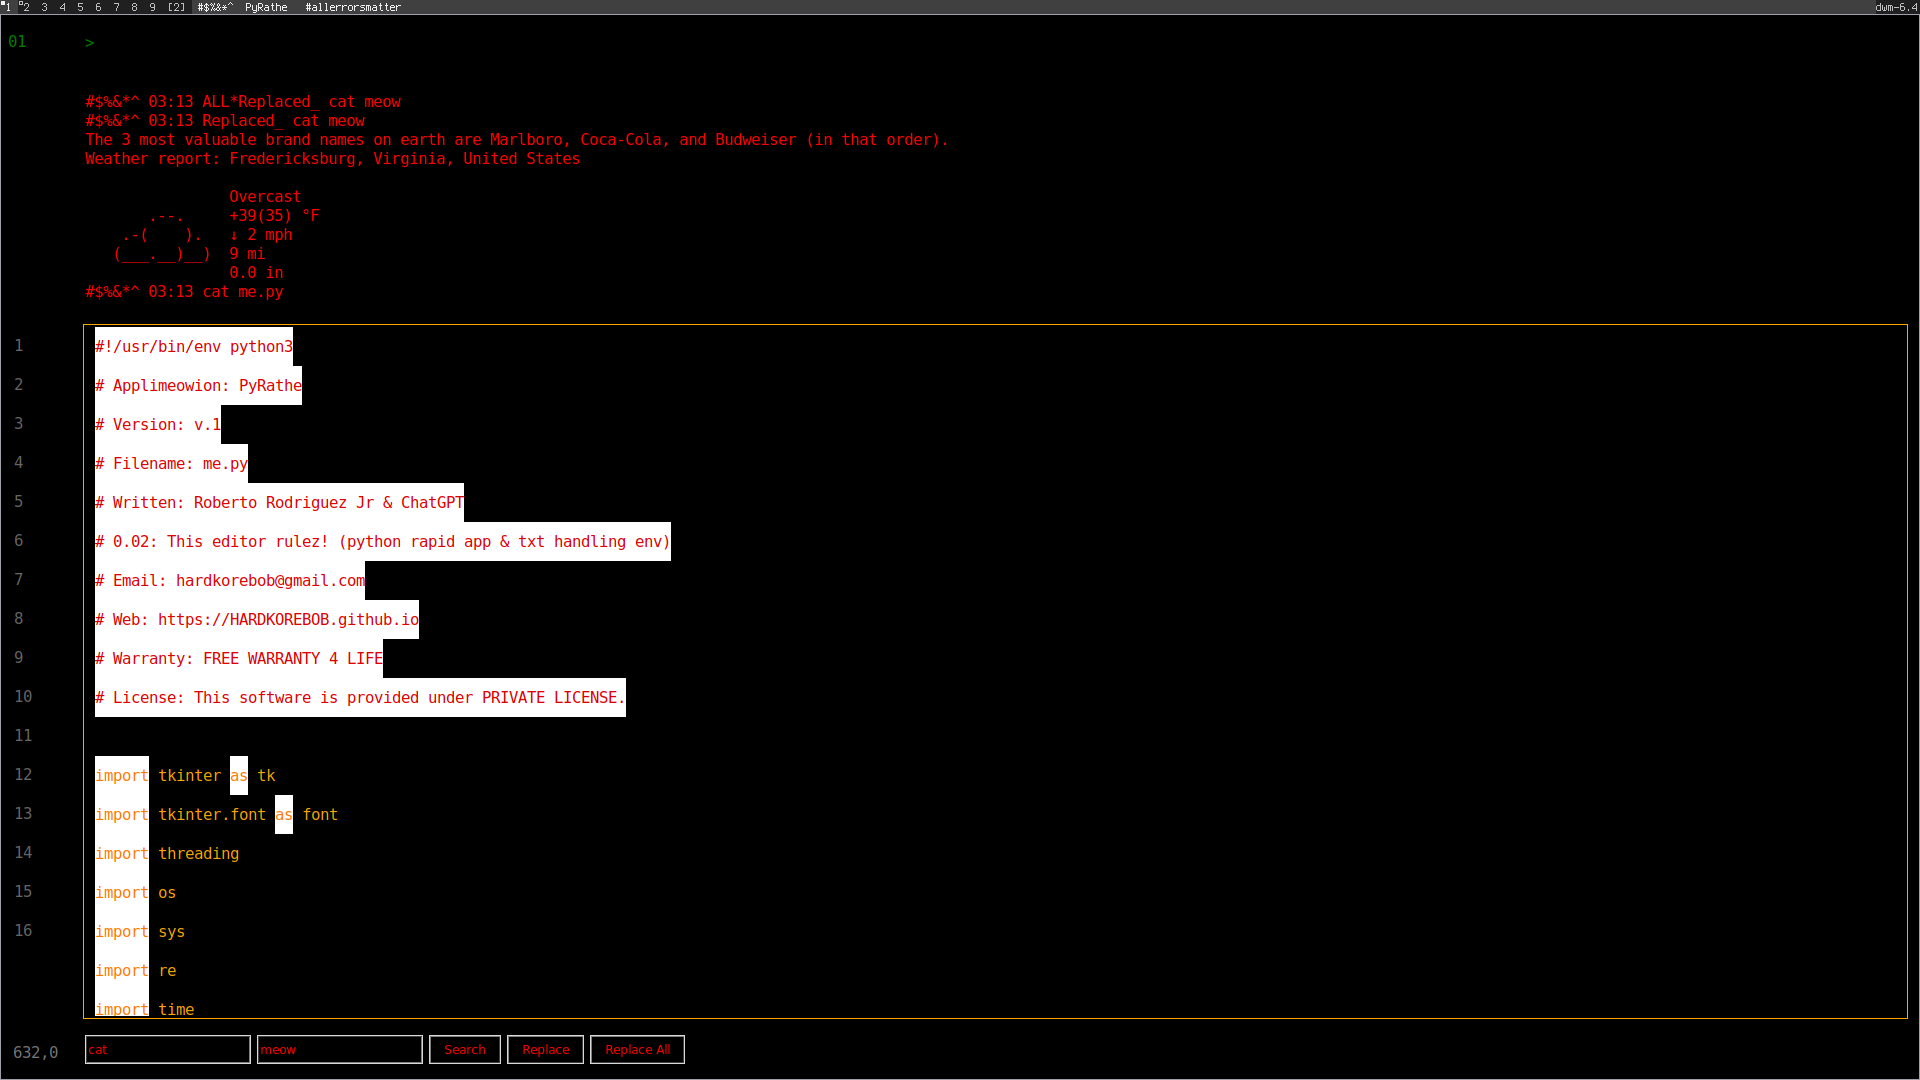 1 2 3 4 5 6 7 8 9 [2] #$%&*^ PyRathe #allerrorsmatter dwm-6.4
01 >
#$%&*^ 03:13 ALL*Replaced_ cat meow
#$%&*^ 03:13 Replaced_ cat meow
The 3 most valuable brand names on earth are Marlboro, Coca-Cola, and Budweiser (in that order).
Weather report: Fredericksburg, Virginia, United States
Overcast
.--. +39(35) °F
.-(    ). ↓ 2 mph
(___.__)__) 9 mi
0.0 in
#$%&*^ 03:13 cat me.py
1 #!/usr/bin/env python3
2 # Applimeowion: PyRathe
3 # Version: v.1
4 # Filename: me.py
5 # Written: Roberto Rodriguez Jr & ChatGPT
6 # 0.02: This editor rulez! (python rapid app & txt handling env)
7 # Email: hardkorebob@gmail.com
8 # Web: https://HARDKOREBOB.github.io
9 # Warranty: FREE WARRANTY 4 LIFE
10 # License: This software is provided under PRIVATE LICENSE.
11
12 import tkinter as tk
13 import tkinter.font as font
14 import threading
15 import os
16 import sys
import re
import time
632,0 cat meow Search Replace Replace All